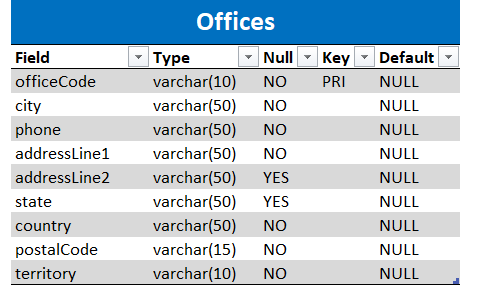 Offices
Field Type Null Key Default
officeCode varchar(10) NO PRI NULL
city varchar(50) NO NULL
phone varchar(50) NO NULL
addressLine1 varchar(50) NO NULL
addressLine2 varchar(50) YES NULL
state varchar(50) YES NULL
country varchar(50) NO NULL
postalCode varchar(15) NO NULL
territory varchar(10) NO NULL